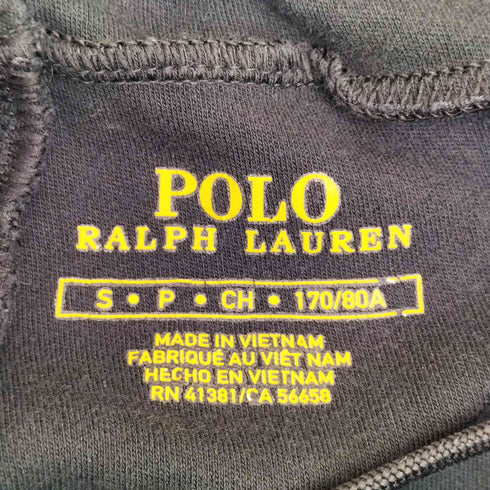 POLO
RALPH LAUREN
S • P • CH • 170/80A
MADE IN VIETNAM
FABRIQUÉ AU VIÊT NAM
HECHO EN VIETNAM
RN 41381/CA 56658